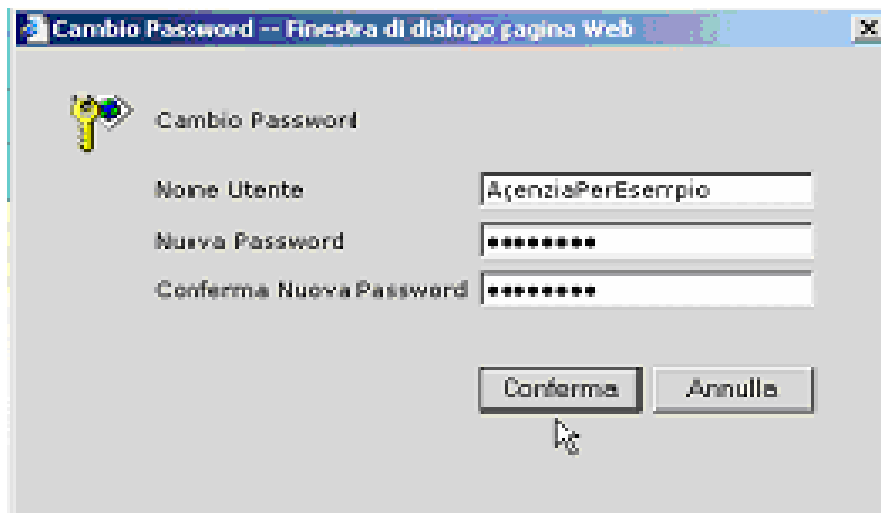 Cambio Password -- Finestra di dialogo pagina Web
Cambio Password
Nome Utente AgenziaPerEsempio
Nuova Password ••••••••
Conferma Nuova Password ••••••••
Conferma Annulla